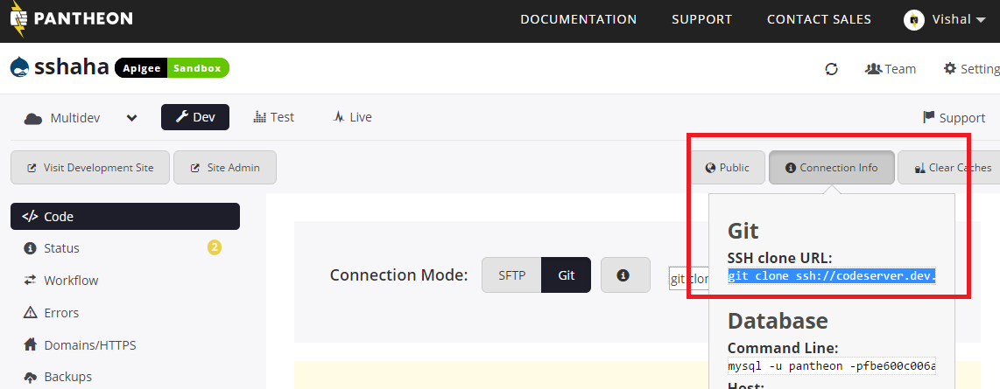 PANTHEON
DOCUMENTATION SUPPORT CONTACT SALES Vishal
sshaha Apigee Sandbox Team Setting
Multidev Dev Test Live Support
Visit Development Site Site Admin Public Connection Info Clear Caches
Code
Status 2
Workflow
Errors
Domains/HTTPS
Backups
Connection Mode: SFTP Git git clon
Git
SSH clone URL:
git clone ssh://codeserver.dev.
Database
Command Line:
mysql -u pantheon -pfbe600c006a
Host: